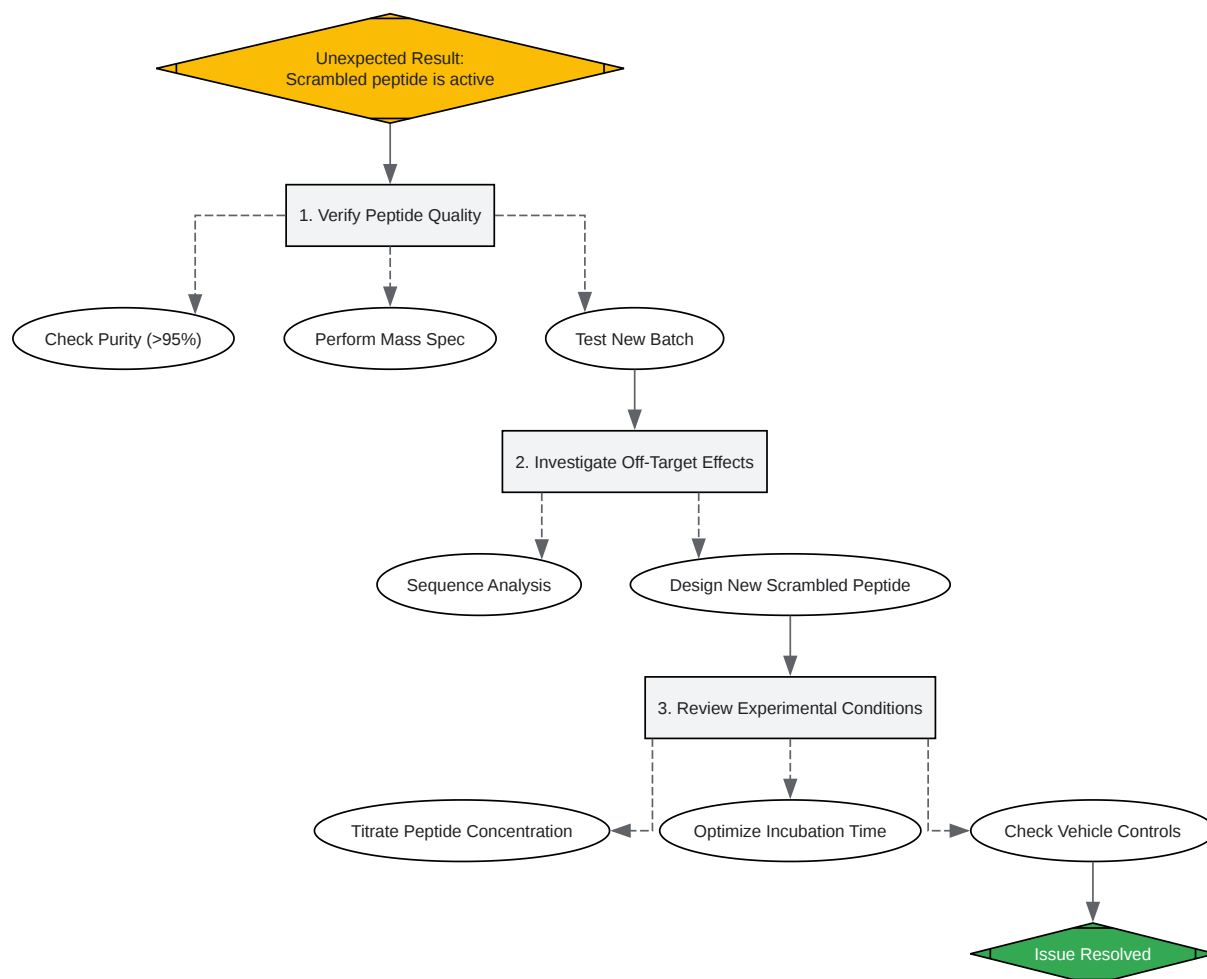 Unexpected Result:
Scrambled peptide is active
1. Verify Peptide Quality
Check Purity (>95%)
Perform Mass Spec
Test New Batch
2. Investigate Off-Target Effects
Sequence Analysis
Design New Scrambled Peptide
3. Review Experimental Conditions
Titrate Peptide Concentration
Optimize Incubation Time
Check Vehicle Controls
Issue Resolved